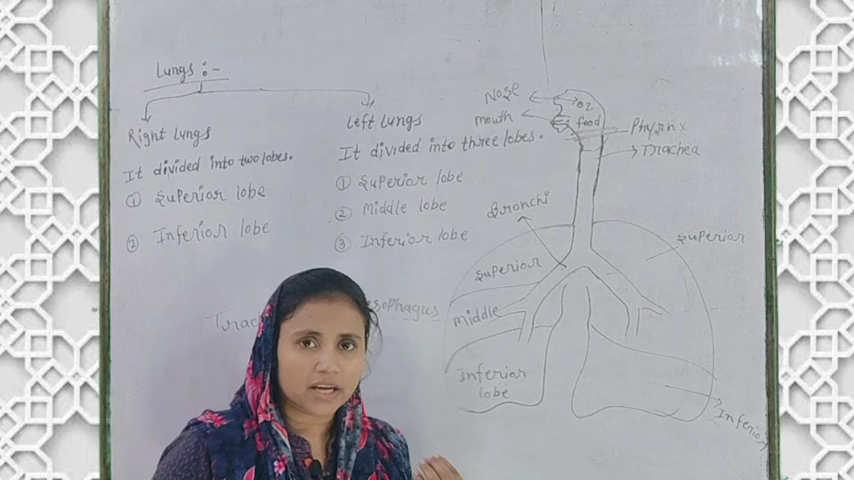 Lungs :-
Right lungs
It divided into two lobes.
① Superior lobe
② Inferior lobe
Left lungs
It divided into three lobes.
① Superior lobe
② Middle lobe
③ Inferior lobe
Nose
O2
mouth
food
Trachea
Bronchi
Superior
Superior
Middle
Inferior
lobe
Inferior